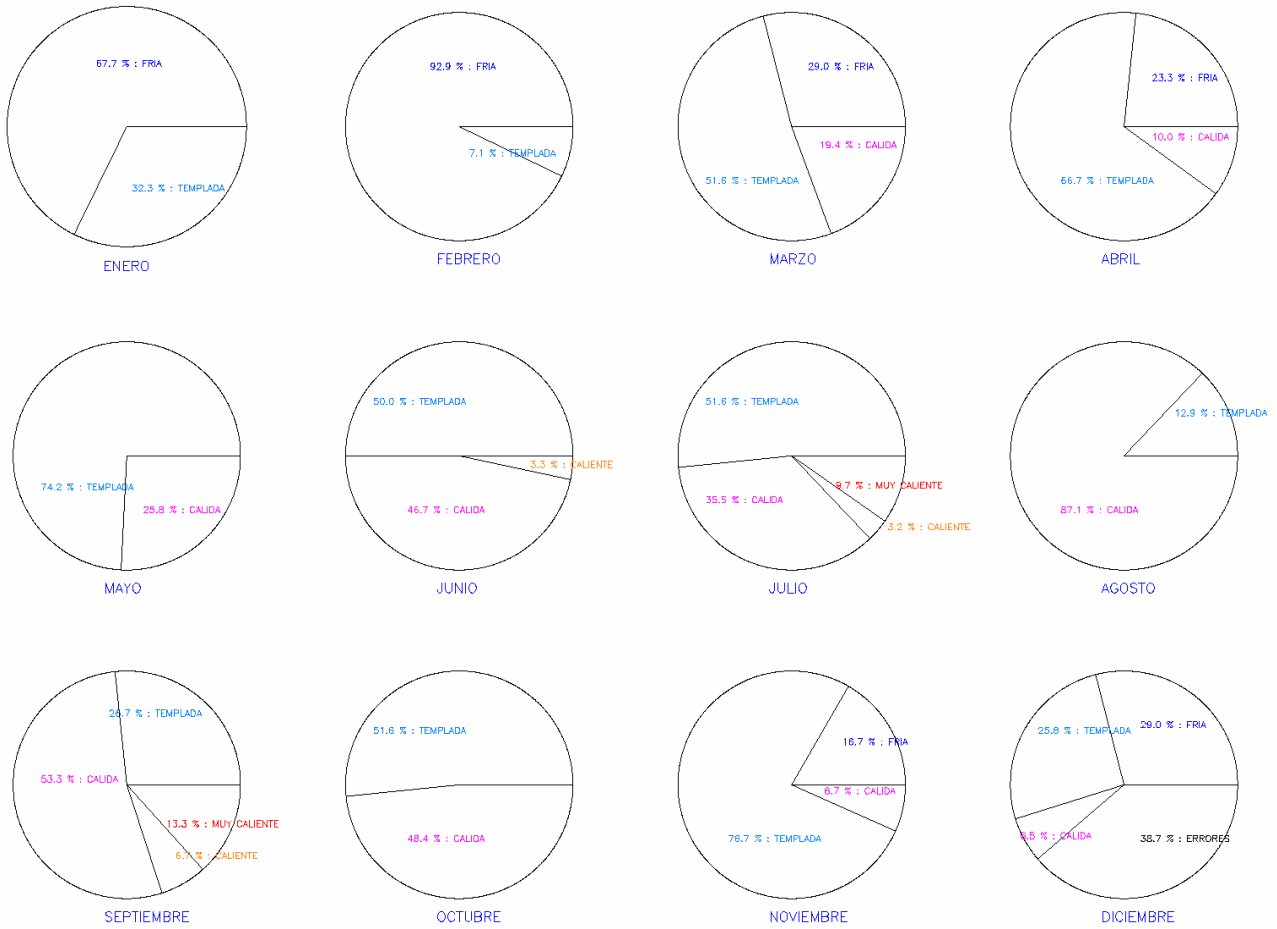 67.7 % : FRIA
32.3 % : TEMPLADA
ENERO
92.9 % : FRIA
7.1 % : TEMPLADA
FEBRERO
29.0 % : FRIA
19.4 % : CALIDA
51.6 % : TEMPLADA
MARZO
23.3 % : FRIA
10.0 % : CALIDA
66.7 % : TEMPLADA
ABRIL
74.2 % : TEMPLADA
25.8 % : CALIDA
MAYO
50.0 % : TEMPLADA
3.3 % : CALIENTE
46.7 % : CALIDA
JUNIO
51.6 % : TEMPLADA
9.7 % : MUY CALIENTE
35.5 % : CALIDA
3.2 % : CALIENTE
JULIO
12.9 % : TEMPLADA
87.1 % : CALIDA
AGOSTO
26.7 % : TEMPLADA
53.3 % : CALIDA
13.3 % : MUY CALIENTE
6.7 % : CALIENTE
SEPTIEMBRE
51.6 % : TEMPLADA
48.4 % : CALIDA
OCTUBRE
16.7 % : FRIA
6.7 % : CALIDA
76.7 % : TEMPLADA
NOVIEMBRE
29.0 % : FRIA
25.8 % : TEMPLADA
6.5 % : CALIDA
38.7 % : ERRORES
DICIEMBRE